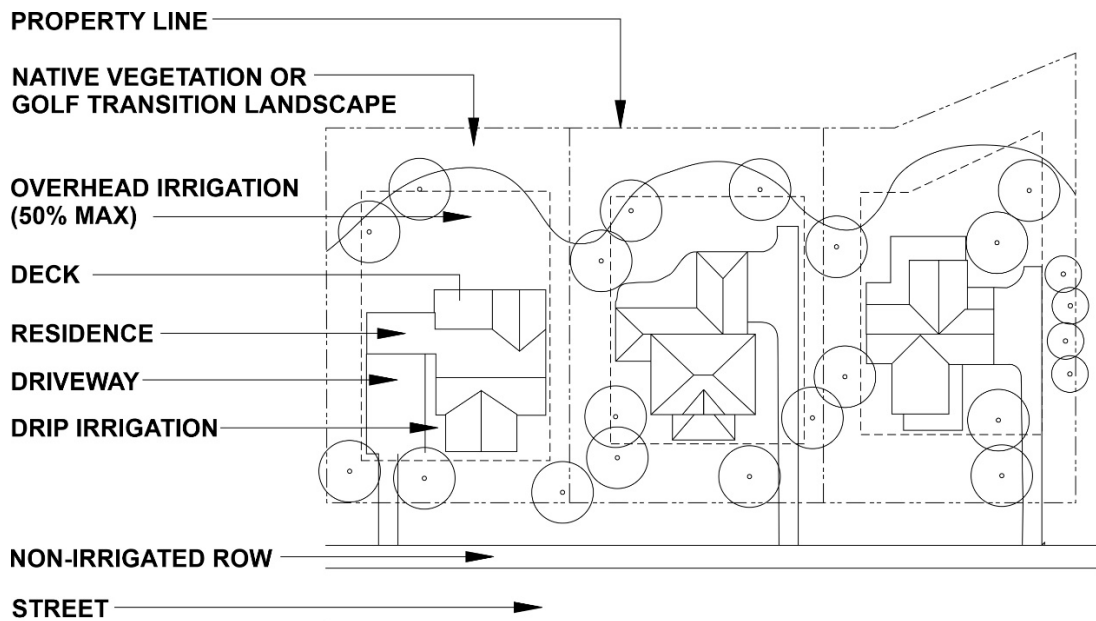 PROPERTY LINE
NATIVE VEGETATION OR
GOLF TRANSITION LANDSCAPE
OVERHEAD IRRIGATION
(50% MAX)
DECK
RESIDENCE
DRIVEWAY
DRIP IRRIGATION
NON-IRRIGATED ROW
STREET